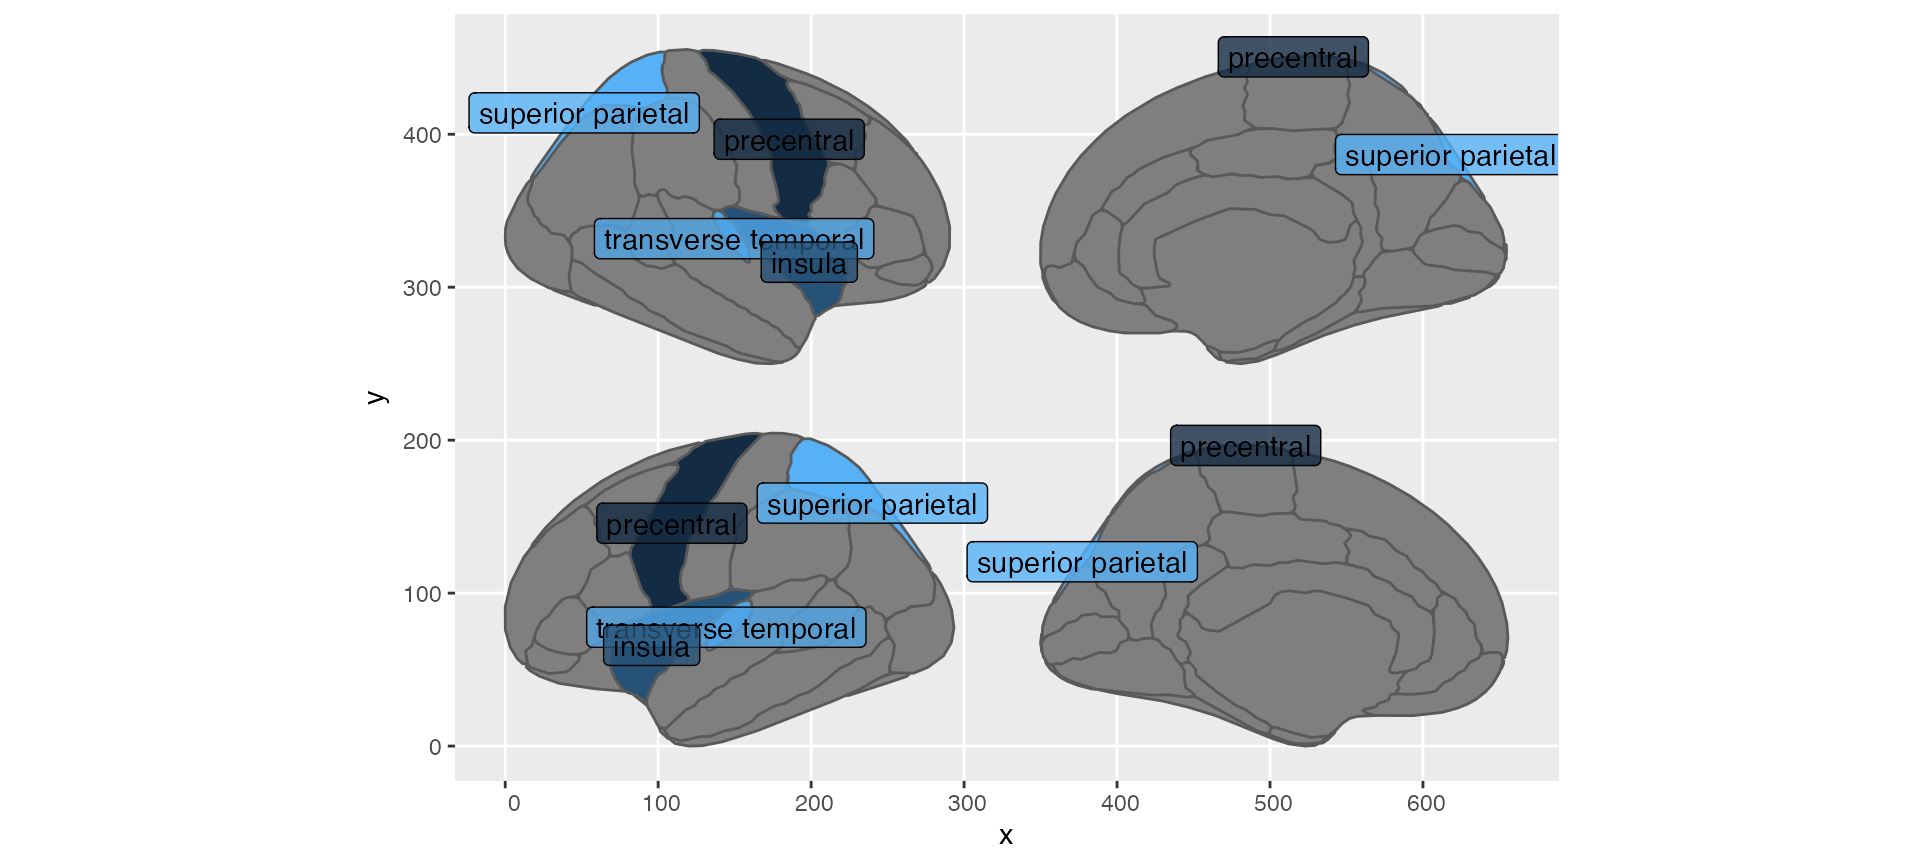 precentral
superior parietal
precentral
400
superior parietal
transverse temporal
insula
300
y
200
precentral
superior parietal
precentral
superior parietal
100
transverse temporal
insula
0
0 100 200 300 400 500 600
x